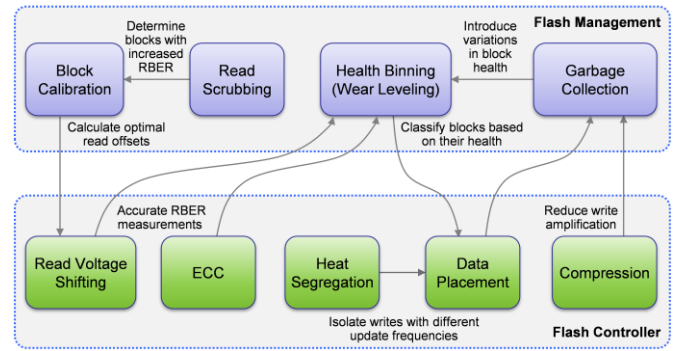 Flash Management
Determine
blocks with
increased
RBER
Introduce
variations
in block
health
Block
Calibration
Read
Scrubbing
Health Binning
(Wear Leveling)
Garbage
Collection
Calculate optimal
read offsets
Classify blocks based
on their health
Accurate RBER
measurements
Reduce write
amplification
Read Voltage
Shifting
ECC
Heat
Segregation
Data
Placement
Compression
Isolate writes with different
update frequencies
Flash Controller